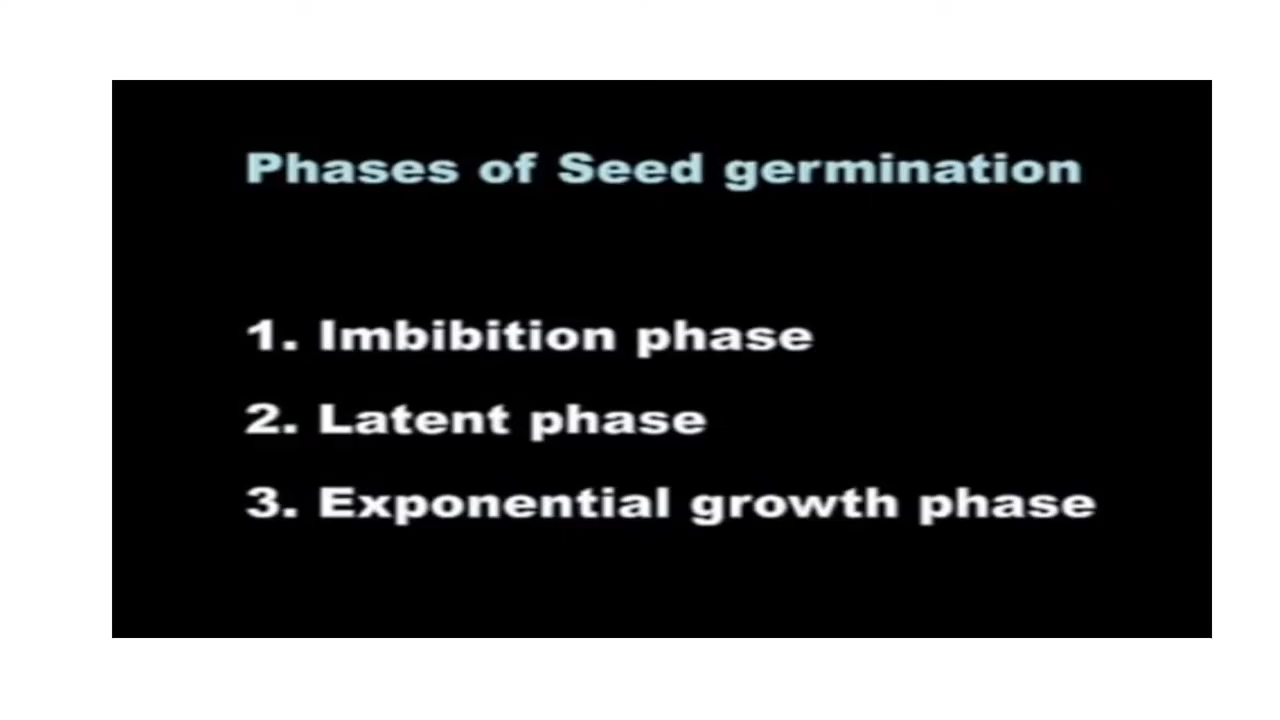 Phases of Seed germination
1. Imbibition phase
2. Latent phase
3. Exponential growth phase